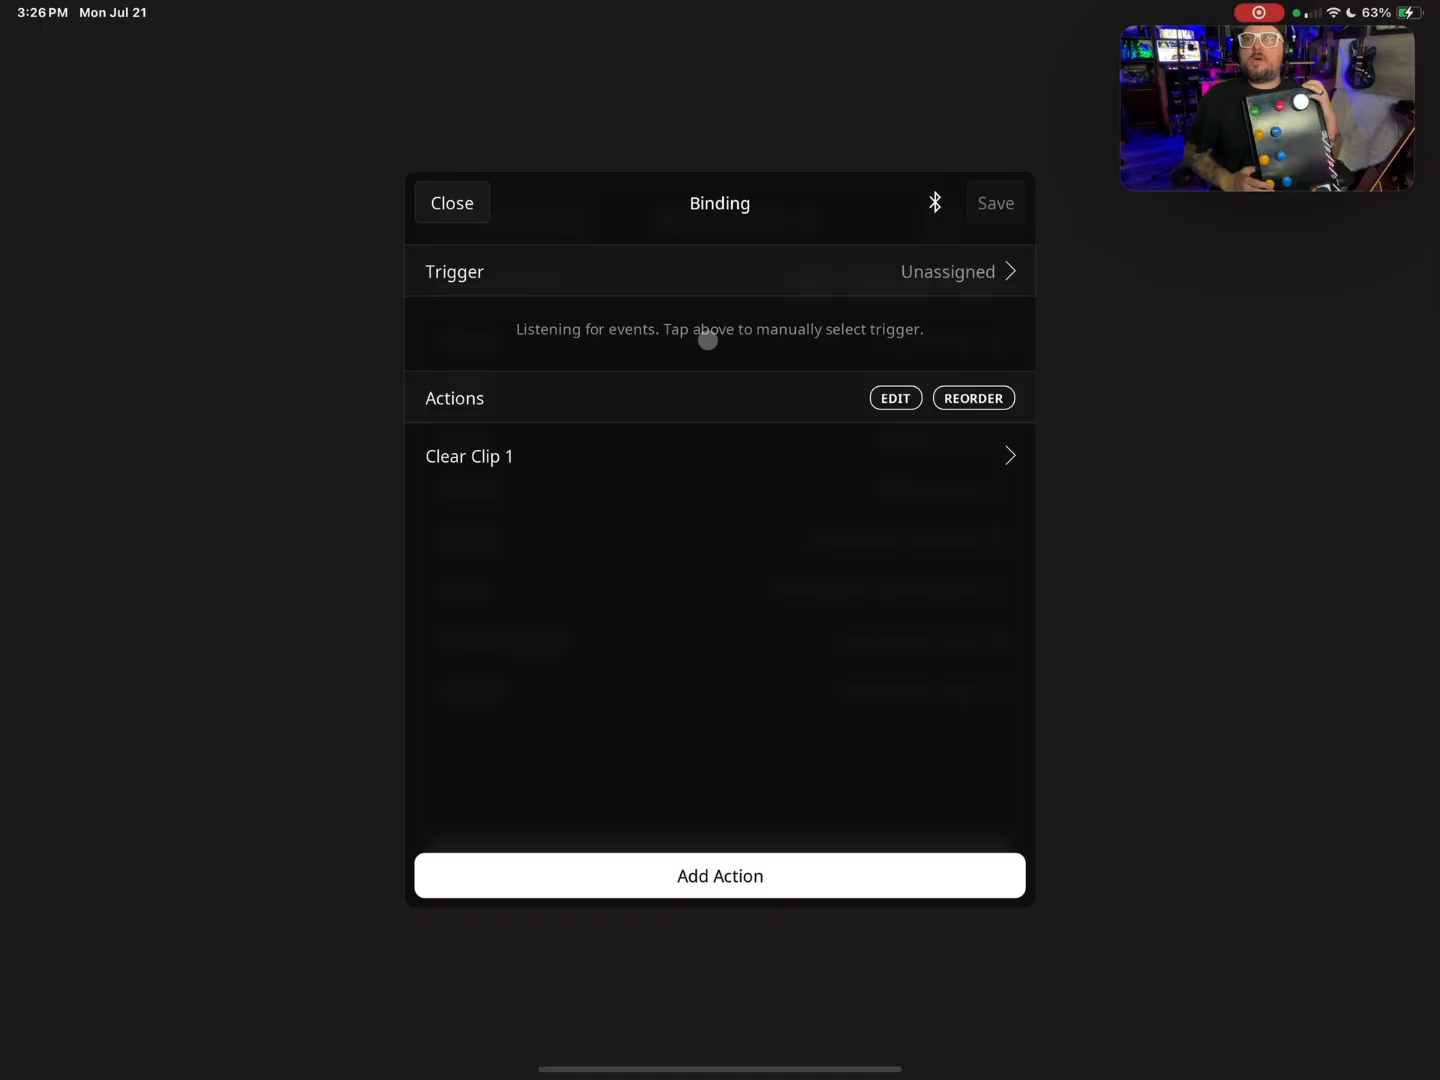 3:26 PM Mon Jul 21
63%
Close
Binding
Save
Trigger
Unassigned
Listening for events. Tap above to manually select trigger.
Actions
EDIT
REORDER
Clear Clip 1
Add Action